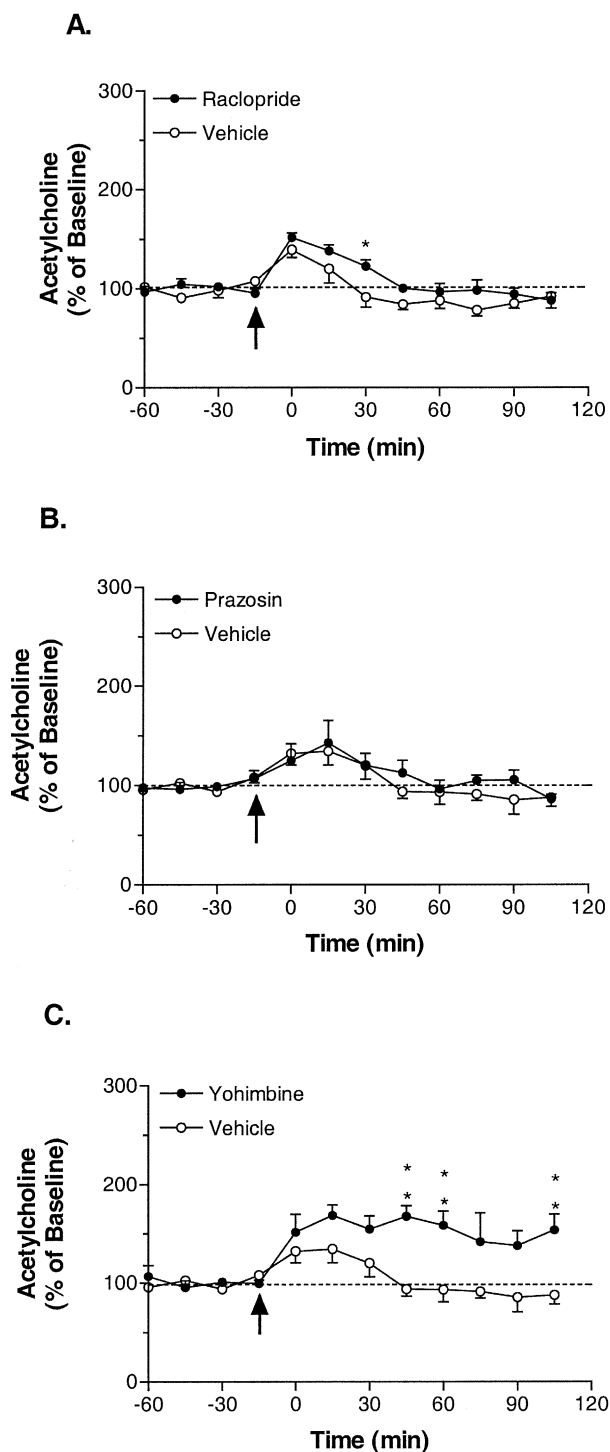 A.
300
200
100
0
Raclopride
Vehicle
*
Acetylcholine
(% of Baseline)
-60 -30 0 30 60 90 120
Time (min)
B.
300
200
100
0
Prazosin
Vehicle
Acetylcholine
(% of Baseline)
-60 -30 0 30 60 90 120
Time (min)
C.
300
200
100
0
Yohimbine
Vehicle
* * *
* * *
Acetylcholine
(% of Baseline)
-60 -30 0 30 60 90 120
Time (min)